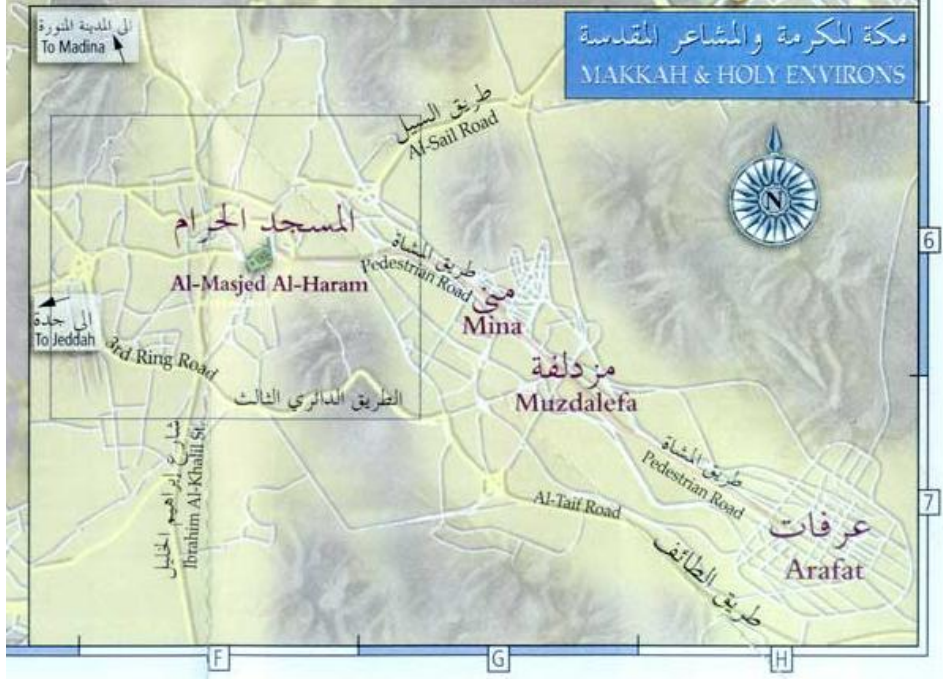 الى المدينة المنورة
To Madina
مكة المكرمة والمشاعر المقدسة
MAKKAH & HOLY ENVIRONS
طريق السيل
Al-Sail Road
N
المسجد الحرام
Al-Masjed Al-Haram
طريق المشاة
Pedestrian Road
6
منى
Mina
الى جدة
To Jeddah
3rd Ring Road
الطريق الدائري الثالث
مزدلفة
Muzdalefa
شارع إبراهيم الخليل
Ibrahim Al-Khalil St.
طريق المشاة
Pedestrian Road
Al-Taif Road
طريق الطائف
7
عرفات
Arafat
F
G
H